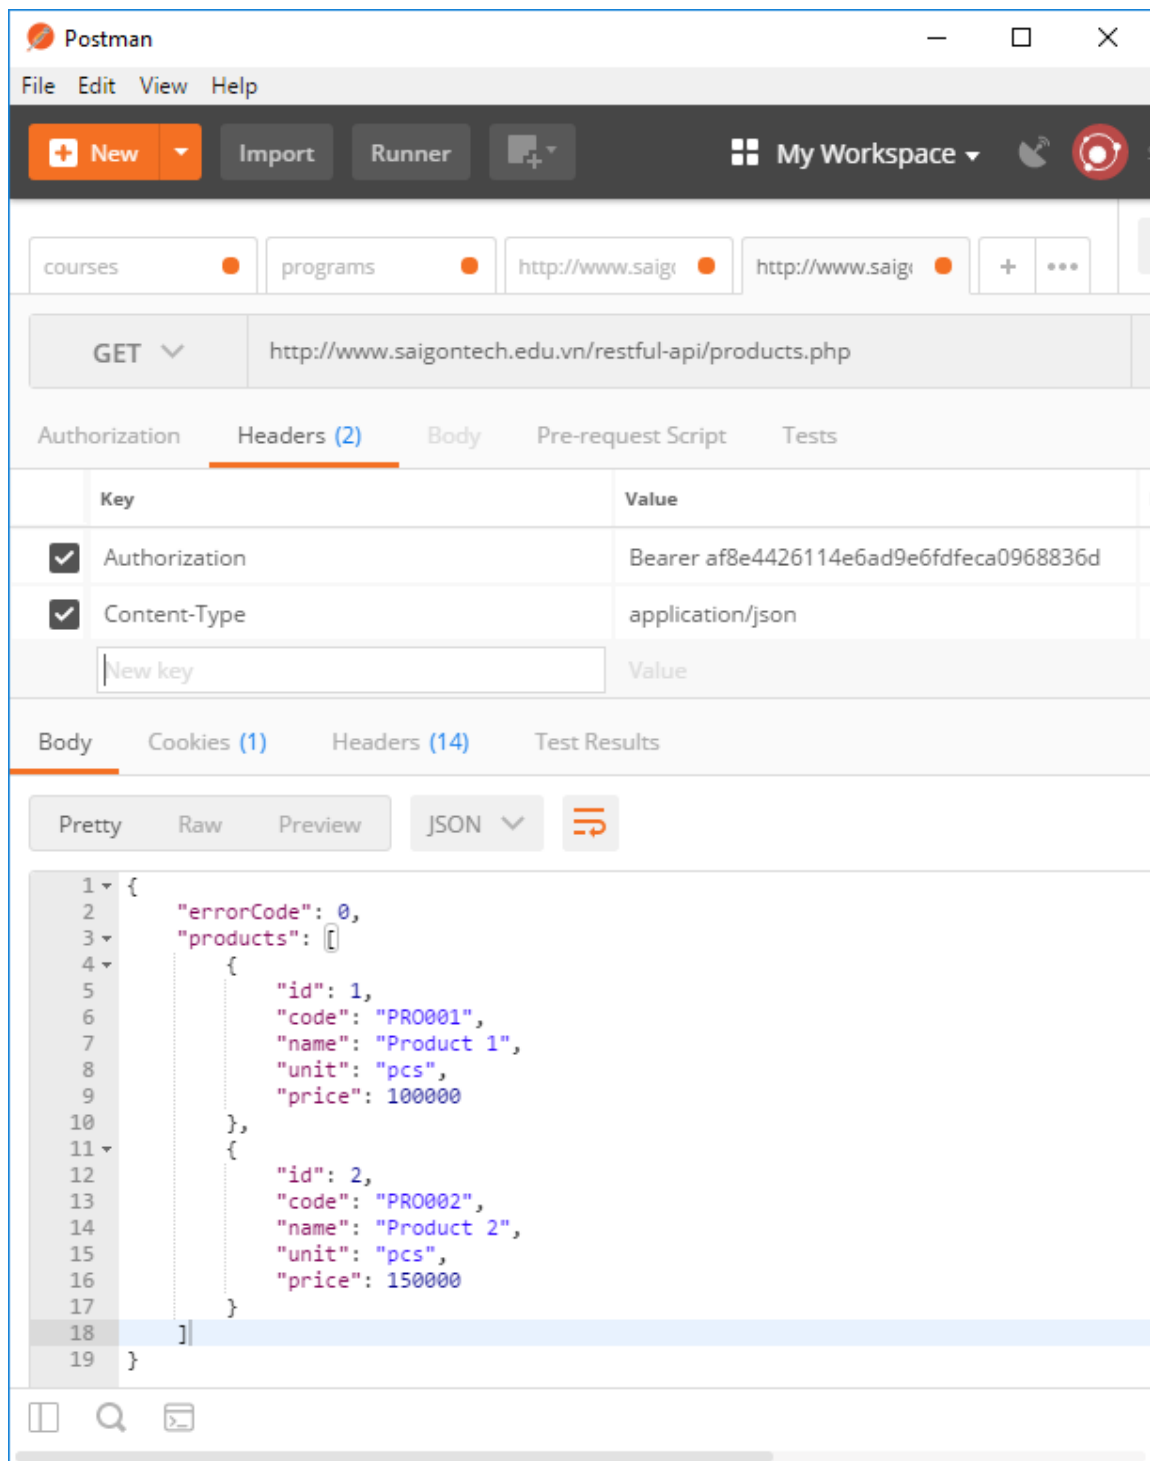 Postman
File Edit View Help
New Import Runner My Workspace
courses programs http://www.saig http://www.saig + •••
GET http://www.saigontech.edu.vn/restful-api/products.php
Authorization Headers (2) Body Pre-request Script Tests
Key Value
Authorization Bearer af8e4426114e6ad9e6fdfeca0968836d
Content-Type application/json
New key Value
Body Cookies (1) Headers (14) Test Results
Pretty Raw Preview JSON
1 {
2 "errorCode": 0,
3 "products": [
4 {
5 "id": 1,
6 "code": "PRO001",
7 "name": "Product 1",
8 "unit": "pcs",
9 "price": 100000
10 },
11 {
12 "id": 2,
13 "code": "PRO002",
14 "name": "Product 2",
15 "unit": "pcs",
16 "price": 150000
17 }
18 ]
19 }